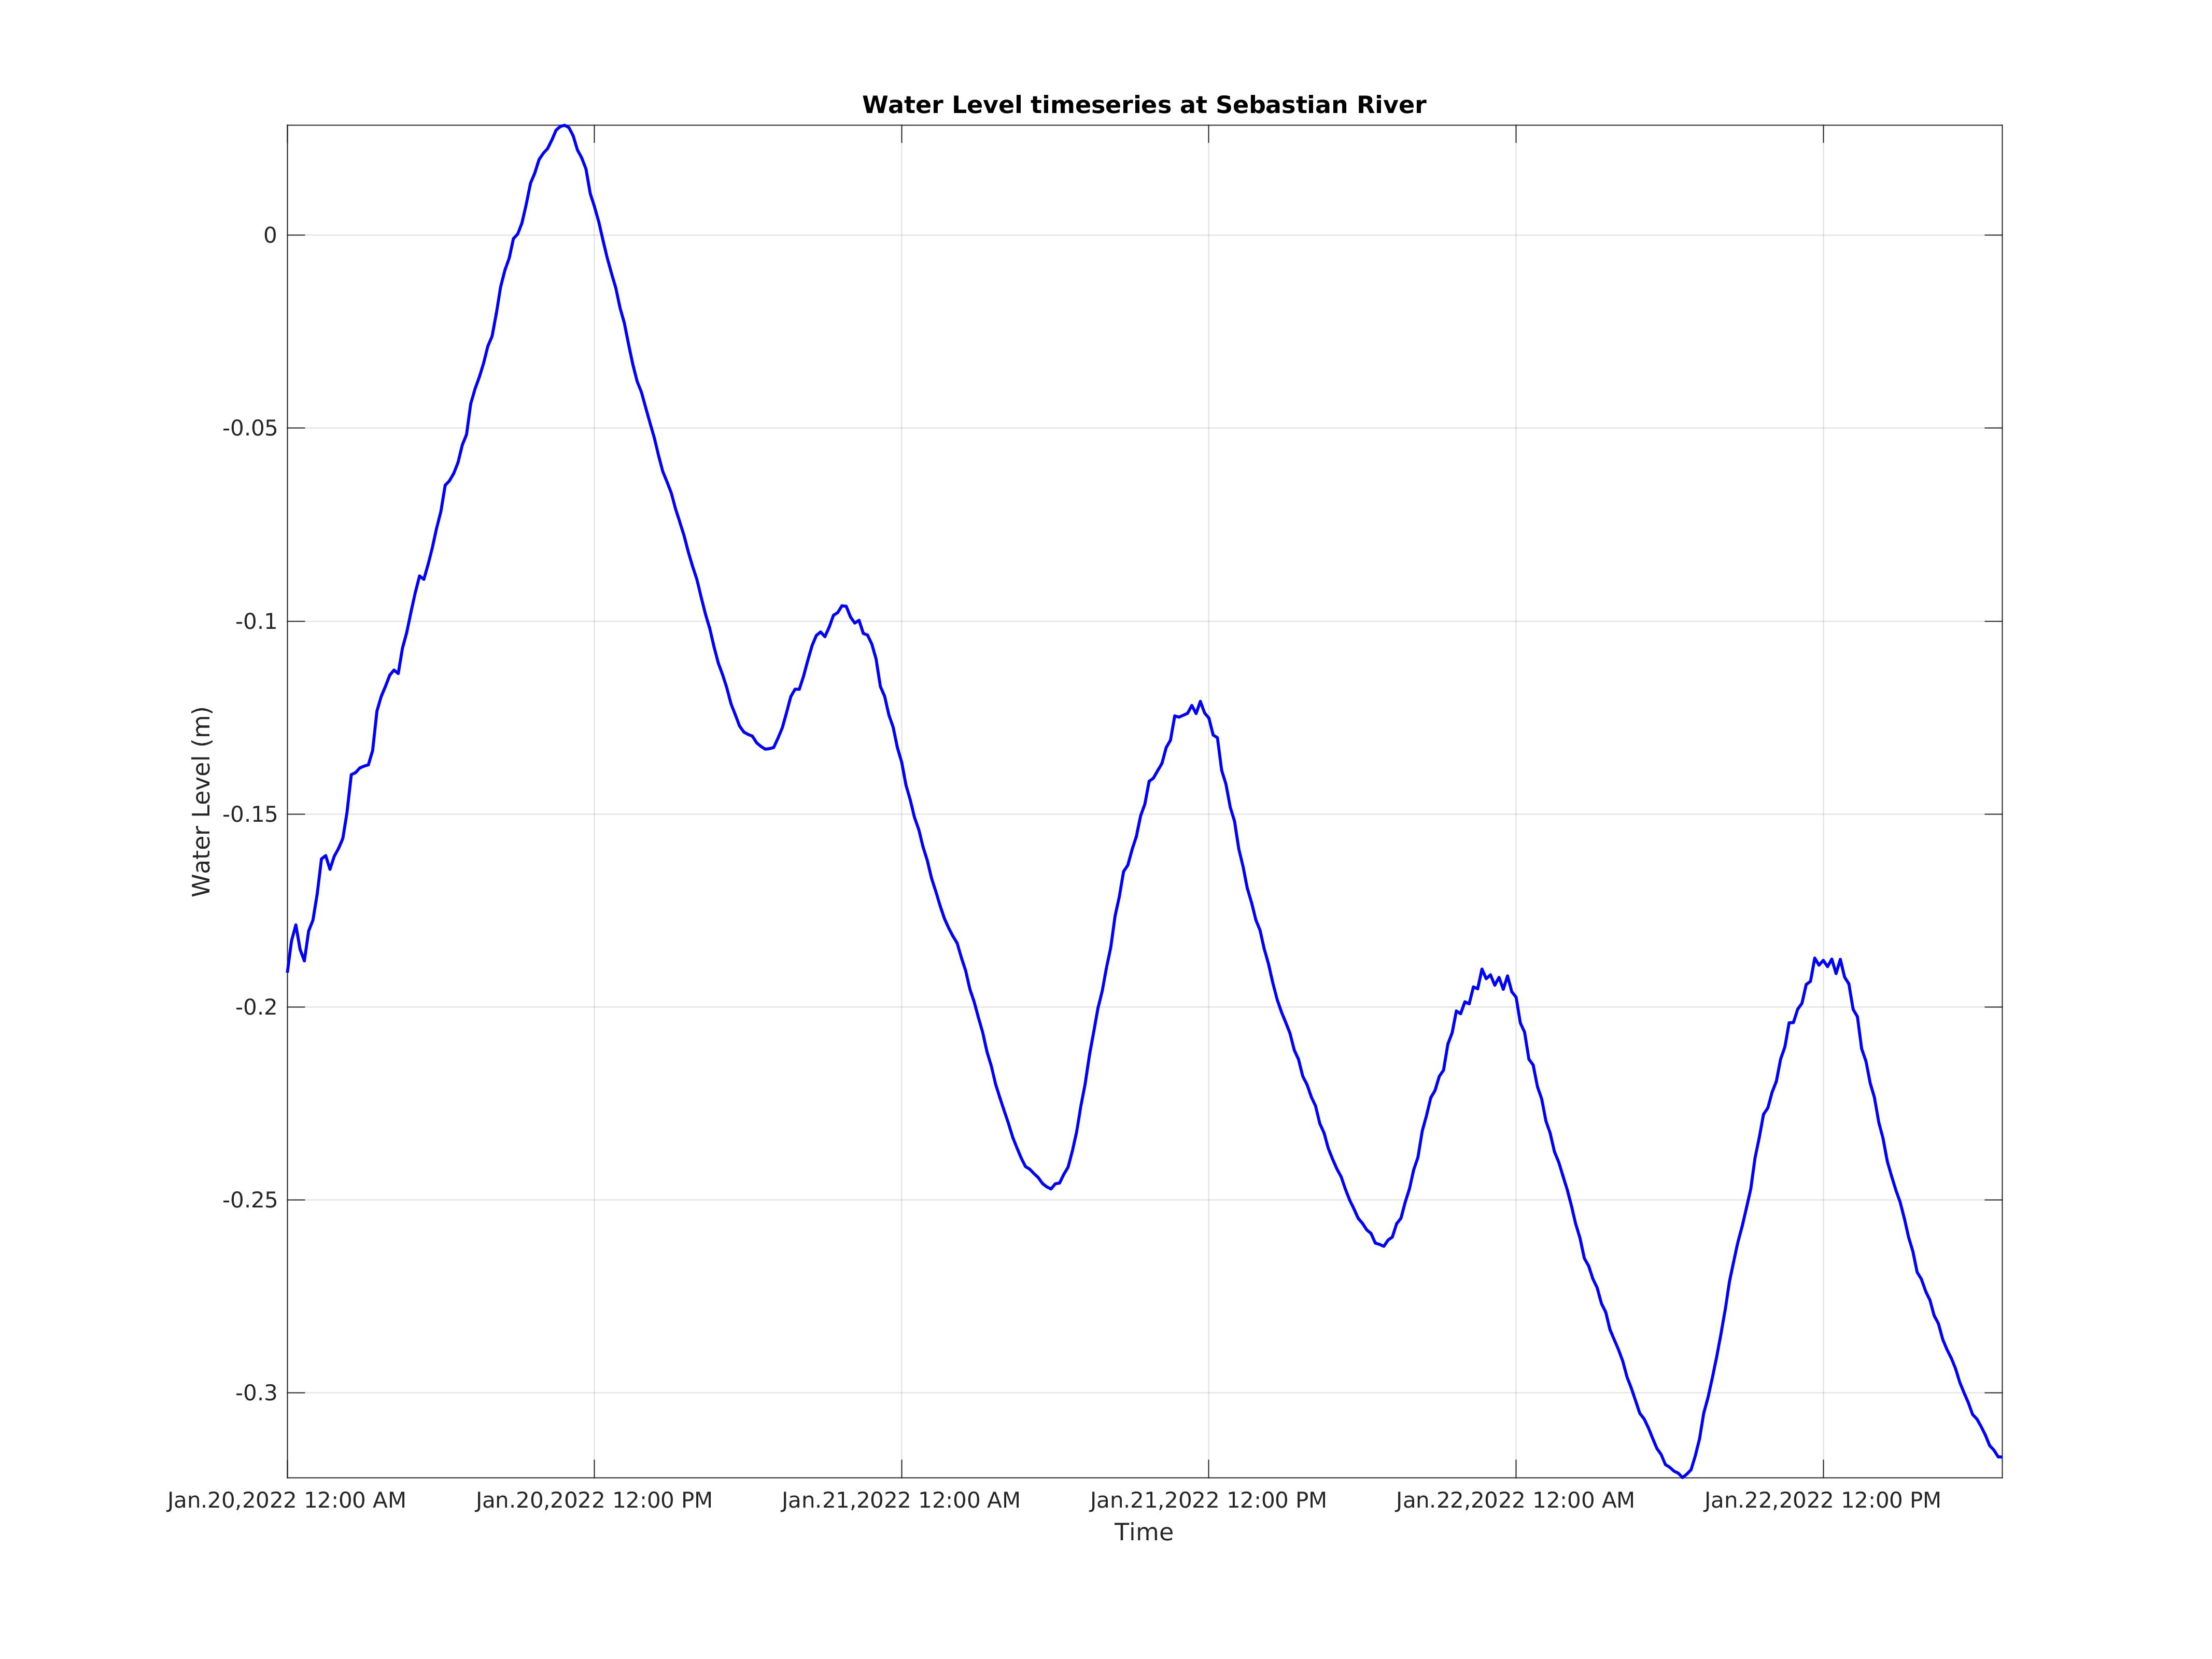 Water Level timeseries at Sebastian River
0
-0.05
-0.1
-0.15
-0.2
-0.25
-0.3
Water Level (m)
Jan.20,2022 12:00 AM
Jan.20,2022 12:00 PM
Jan.21,2022 12:00 AM
Jan.21,2022 12:00 PM
Jan.22,2022 12:00 AM
Jan.22,2022 12:00 PM
Time